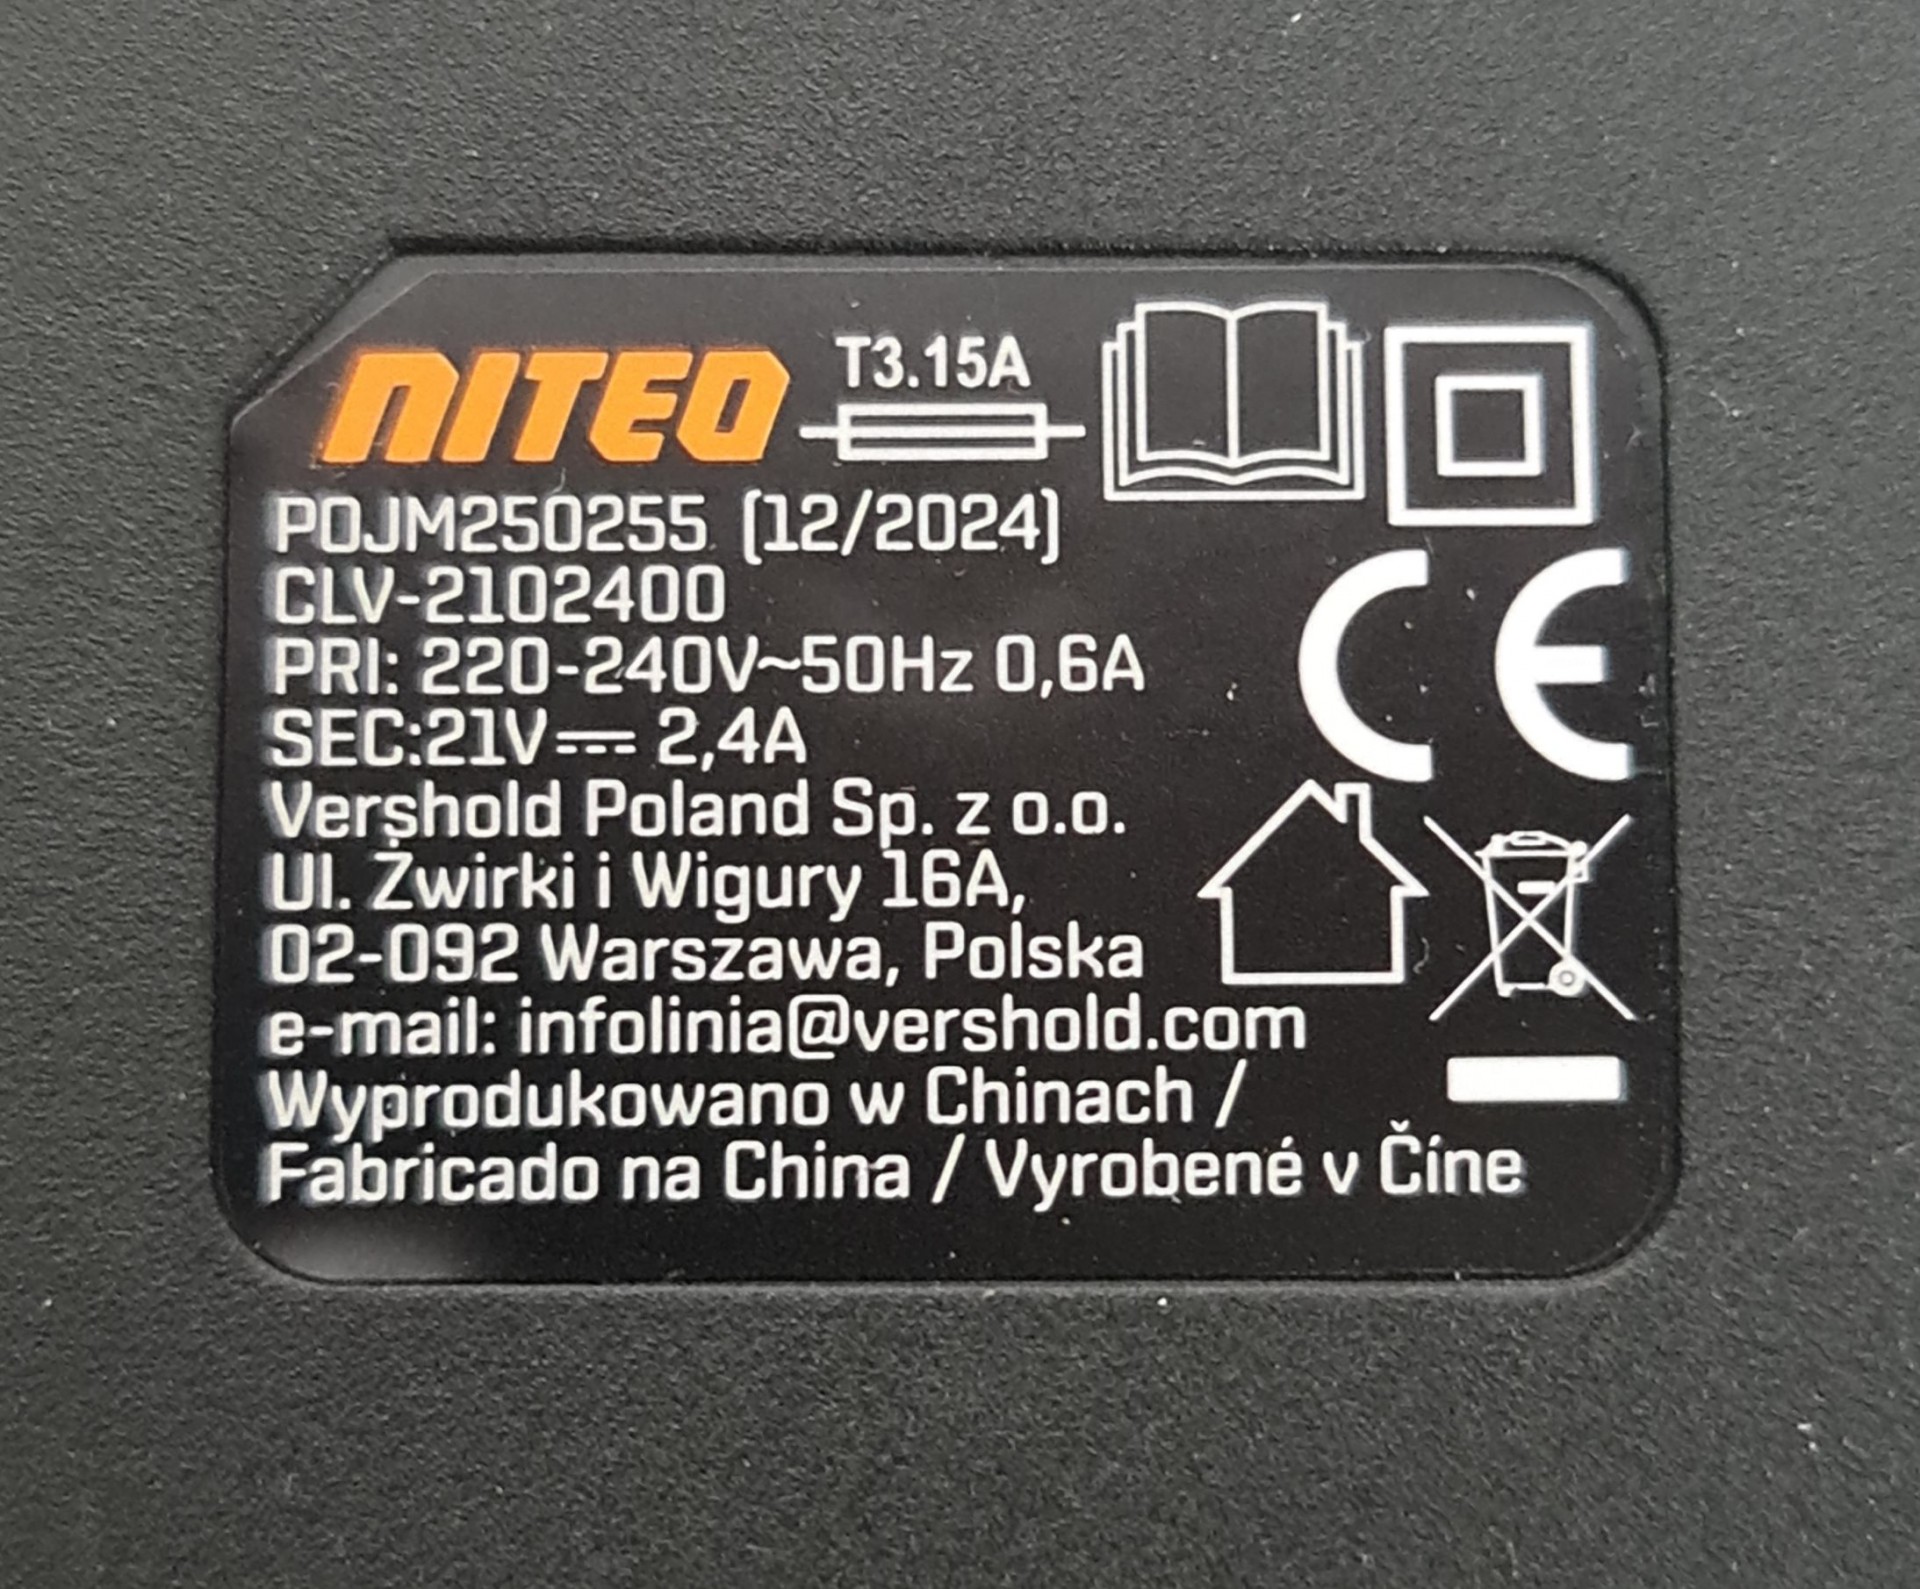 NITEO
T3.15A
POJM250255 (12/2024)
CLV-2102400
PRI: 220-240V~50Hz 0,6A
SEC:21V⎓ 2,4A
Vershold Poland Sp. z o.o.
Ul. Żwirki i Wigury 16A,
02-092 Warszawa, Polska
e-mail: infolinia@vershold.com
Wyprodukowano w Chinach /
Fabricado na China / Vyrobené v Číne
CE